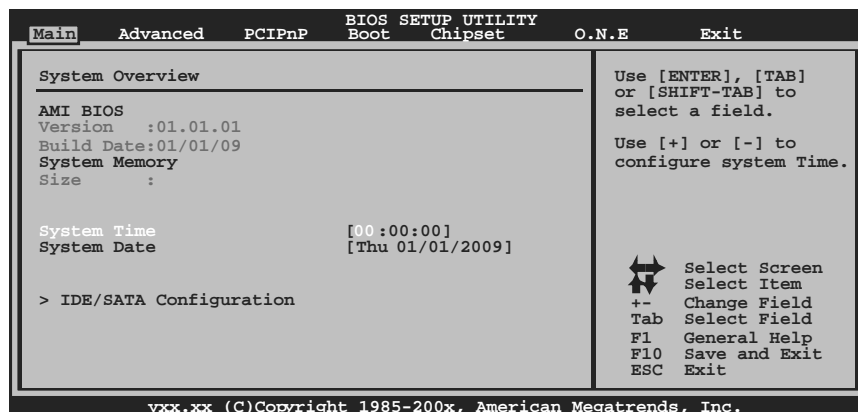 BIOS SETUP UTILITY
Main Advanced PCIPnP Boot Chipset O.N.E Exit
System Overview
AMI BIOS
Version :01.01.01
Build Date:01/01/09
System Memory
Size :
System Time [00:00:00]
System Date [Thu 01/01/2009]
> IDE/SATA Configuration
Use [ENTER], [TAB]
or [SHIFT-TAB] to
select a field.
Use [+] or [-] to
configure system Time.
Select Screen
Select Item
+- Change Field
Tab Select Field
F1 General Help
F10 Save and Exit
ESC Exit
vxx.xx (C)Copyright 1985-200x, American Megatrends, Inc.